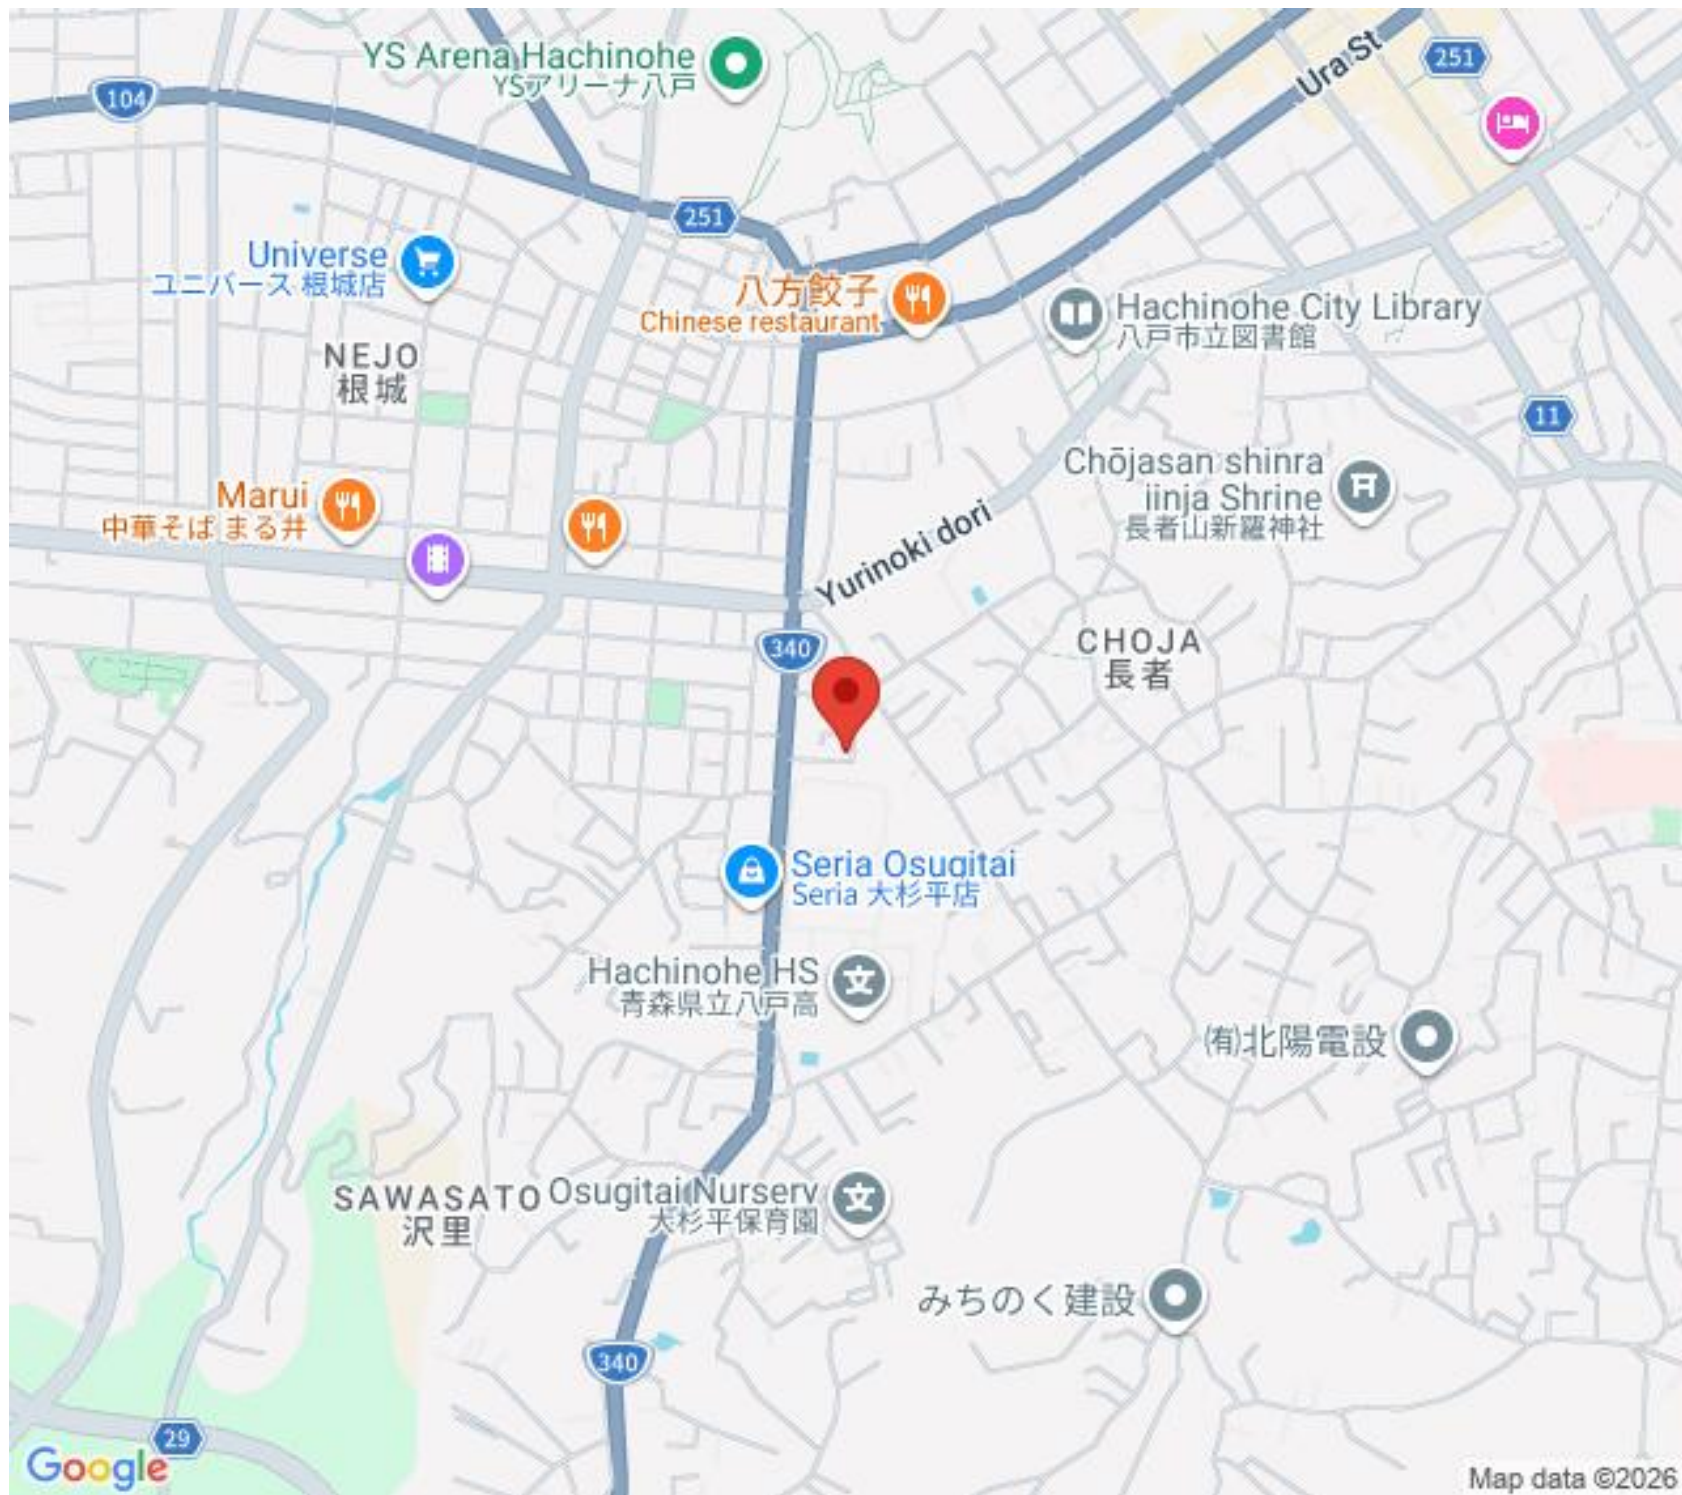 YS Arena Hachinohe
YSアリーナ八戸
Ura St
251
104
251
Universe
ユニバース 根城店
八方餃子
Chinese restaurant
Hachinohe City Library
八戸市立図書館
NEJO
根城
11
Chōjasan shinra
jinja Shrine
長者山新羅神社
Marui
中華そば まる井
Yurinoki dori
340
CHOJA
長者
Seria Osugitai
Seria 大杉平店
Hachinohe HS
青森県立八戸高
㈲北陽電設
SAWASATO
沢里
Osugitai Nursery
大杉平保育園
みちのく建設
340
29
Google
Map data ©2026